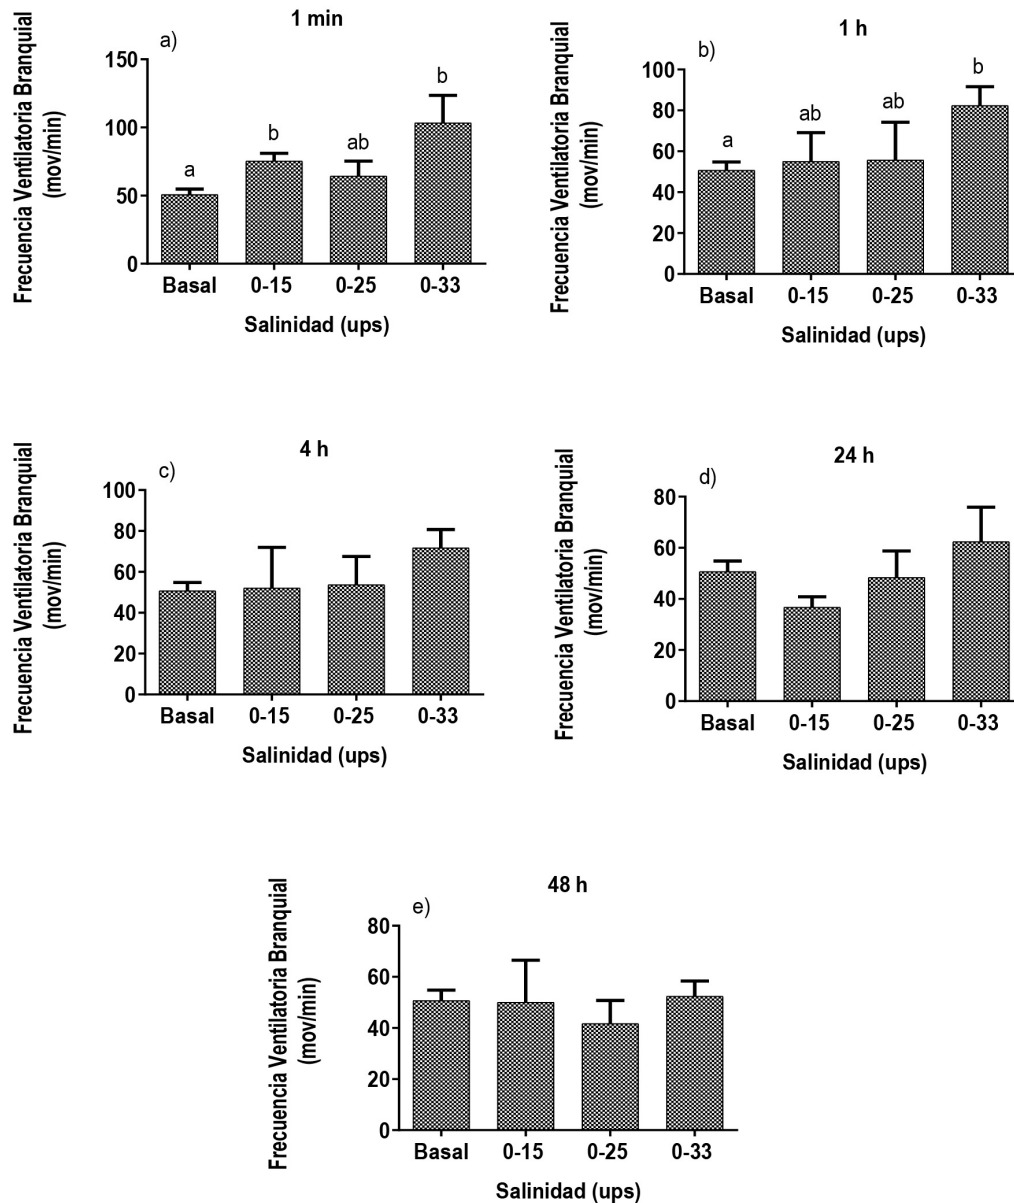 1 min
a)
Frecuencia Ventilatoria Branquial
(mov/min)
150
100
50
0
a
b
ab
b
Basal
0-15
0-25
0-33
Salinidad (ups)
1 h
b)
Frecuencia Ventilatoria Branquial
(mov/min)
100
80
60
40
20
0
a
ab
ab
b
Basal
0-15
0-25
0-33
Salinidad (ups)
4 h
c)
Frecuencia Ventilatoria Branquial
(mov/min)
100
80
60
40
20
0
Basal
0-15
0-25
0-33
Salinidad (ups)
24 h
d)
Frecuencia Ventilatoria Branquial
(mov/min)
80
60
40
20
0
Basal
0-15
0-25
0-33
Salinidad (ups)
48 h
e)
Frecuencia Ventilatoria Branquial
(mov/min)
80
60
40
20
0
Basal
0-15
0-25
0-33
Salinidad (ups)